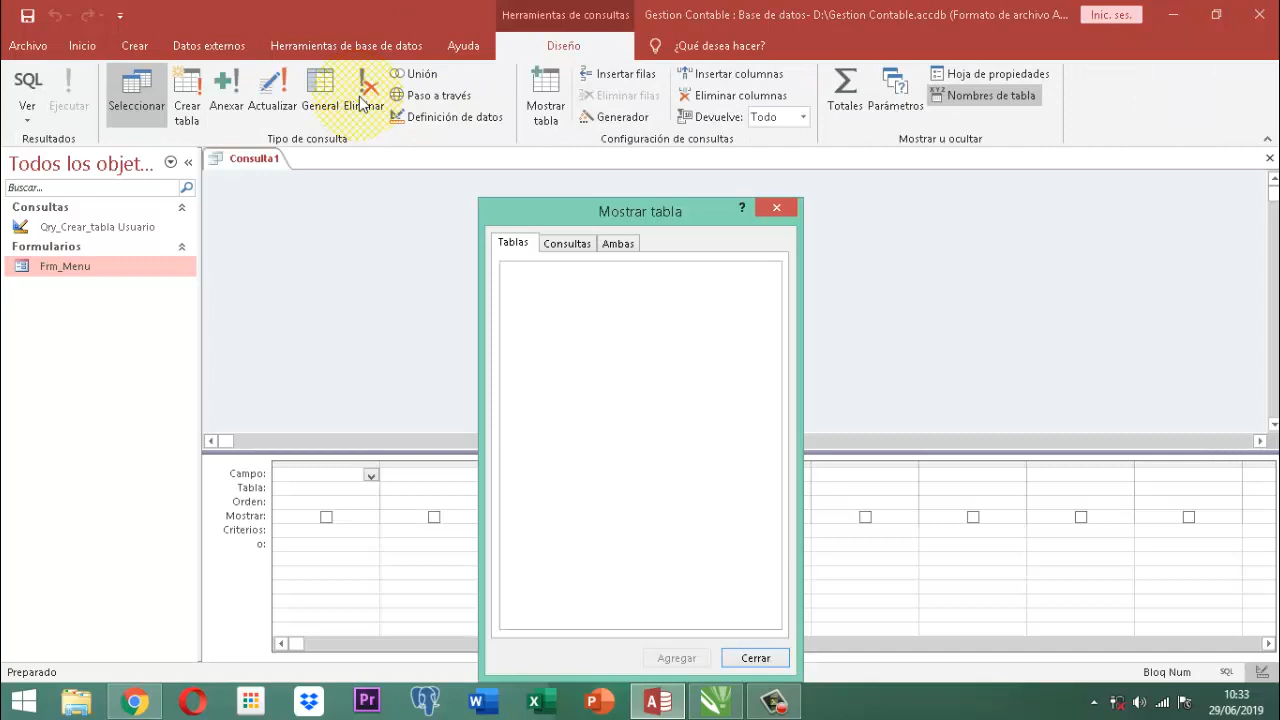 Herramientas de consultas
Gestion Contable : Base de datos- D:\Gestion Contable.accdb (Formato de archivo A...
Inic. ses.
Archivo
Inicio
Crear
Datos externos
Herramientas de base de datos
Ayuda
Diseño
¿Qué desea hacer?
SQL
Ver
Ejecutar
Resultados
Seleccionar
Crear tabla
Anexar
Actualizar
General
Eliminar
Unión
Paso a través
Definición de datos
Tipo de consulta
Mostrar tabla
Insertar filas
Eliminar filas
Generador
Insertar columnas
Eliminar columnas
Devuelve: Todo
Configuración de consultas
Totales
Parámetros
Hoja de propiedades
XYZ Nombres de tabla
Mostrar u ocultar
Todos los objet... «
Buscar...
Consultas
Qry_Crear_tabla Usuario
Formularios
Frm_Menu
Consulta1
Mostrar tabla
?
Tablas
Consultas
Ambas
Agregar
Cerrar
Campo:
Tabla:
Orden:
Mostrar:
Criterios:
o:
Preparado
Bloq Num
SQL
Pr
W
X
P
A
10:33
29/06/2019